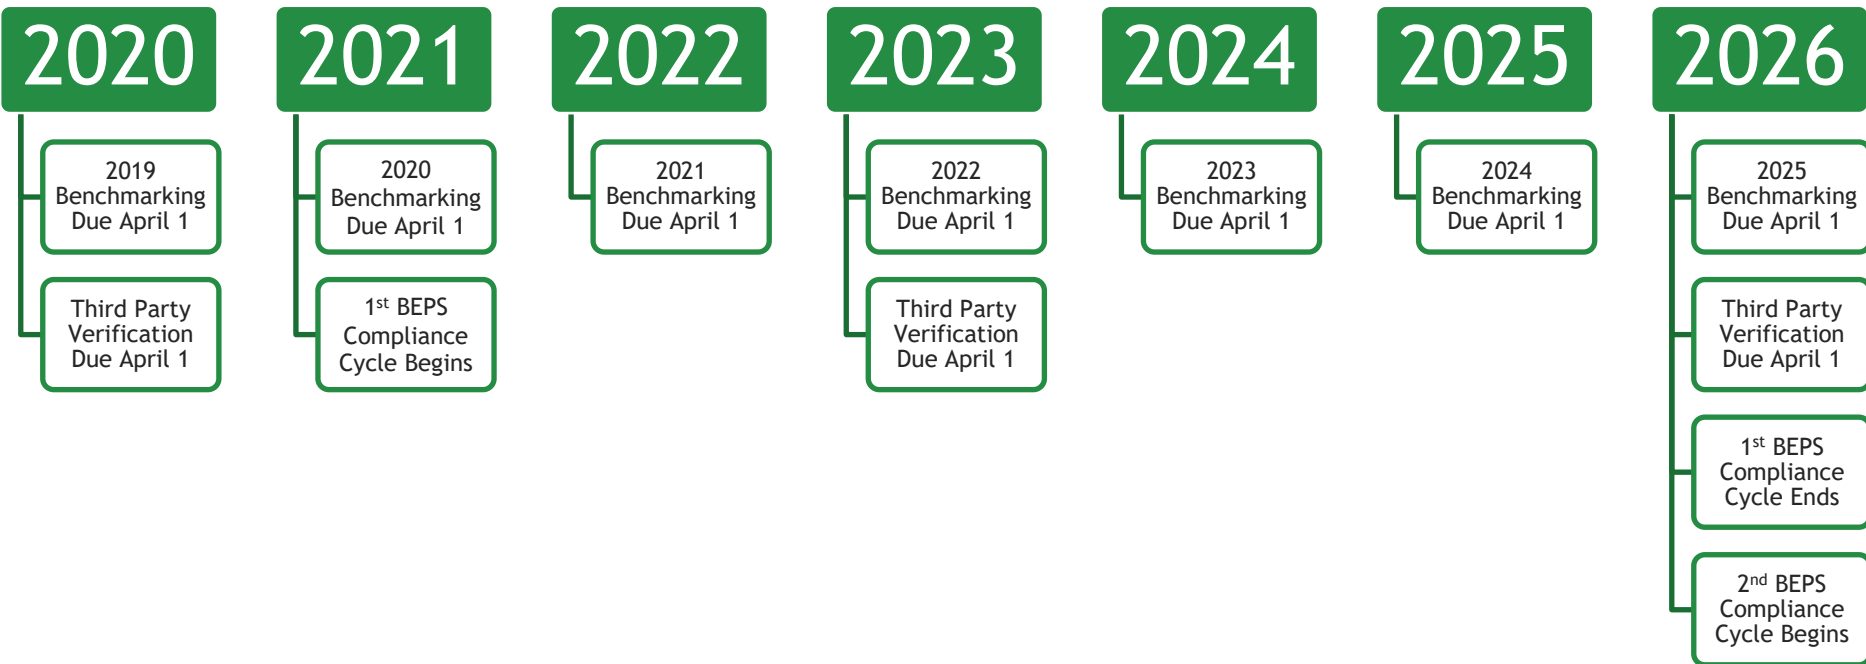 2020
2019
Benchmarking
Due April 1
Third Party
Verification
Due April 1
2021
2020
Benchmarking
Due April 1
1st BEPS
Compliance
Cycle Begins
2022
2021
Benchmarking
Due April 1
2023
2022
Benchmarking
Due April 1
Third Party
Verification
Due April 1
2024
2023
Benchmarking
Due April 1
2025
2024
Benchmarking
Due April 1
2026
2025
Benchmarking
Due April 1
Third Party
Verification
Due April 1
1st BEPS
Compliance
Cycle Ends
2nd BEPS
Compliance
Cycle Begins